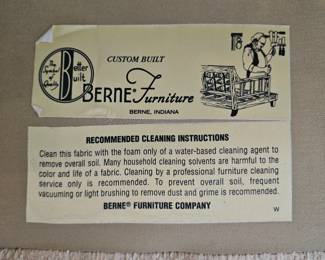 The Symbol of Quality
Better
Built
CUSTOM BUILT
BERNE® Furniture
BERNE, INDIANA
RECOMMENDED CLEANING INSTRUCTIONS
Clean this fabric with the foam only of a water-based cleaning agent to
remove overall soil. Many household cleaning solvents are harmful to the
color and life of a fabric. Cleaning by a professional furniture cleaning
service only is recommended. To prevent overall soil, frequent
vacuuming or light brushing to remove dust and grime is recommended.
BERNE® FURNITURE COMPANY
W